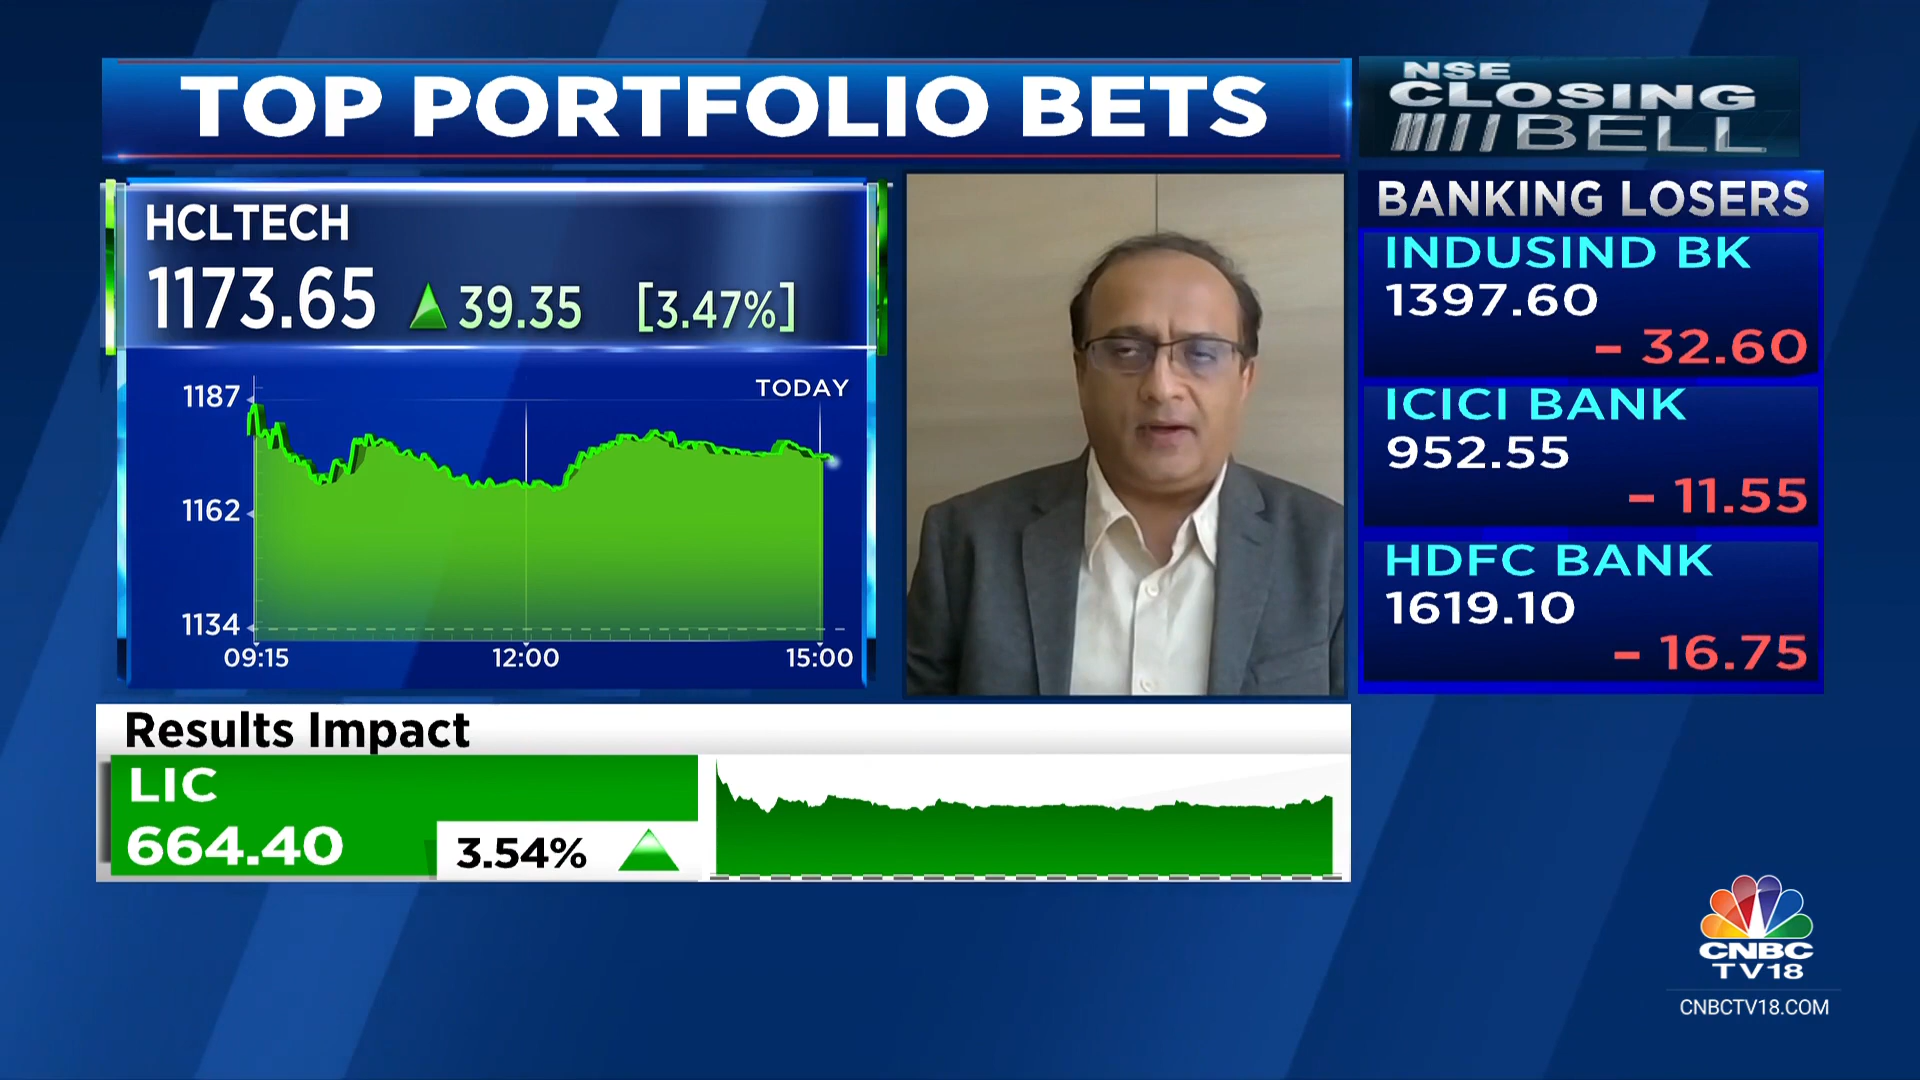 TOP PORTFOLIO BETS
NSE
CLOSING
BELL
HCLTECH
1173.65 ▲ 39.35 [3.47%]
TODAY
1187
1162
1134
09:15 12:00 15:00
BANKING LOSERS
INDUSIND BK
1397.60
- 32.60
ICICI BANK
952.55
- 11.55
HDFC BANK
1619.10
- 16.75
Results Impact
LIC
664.40 3.54% ▲
CNBC
TV18
CNBCTV18.COM